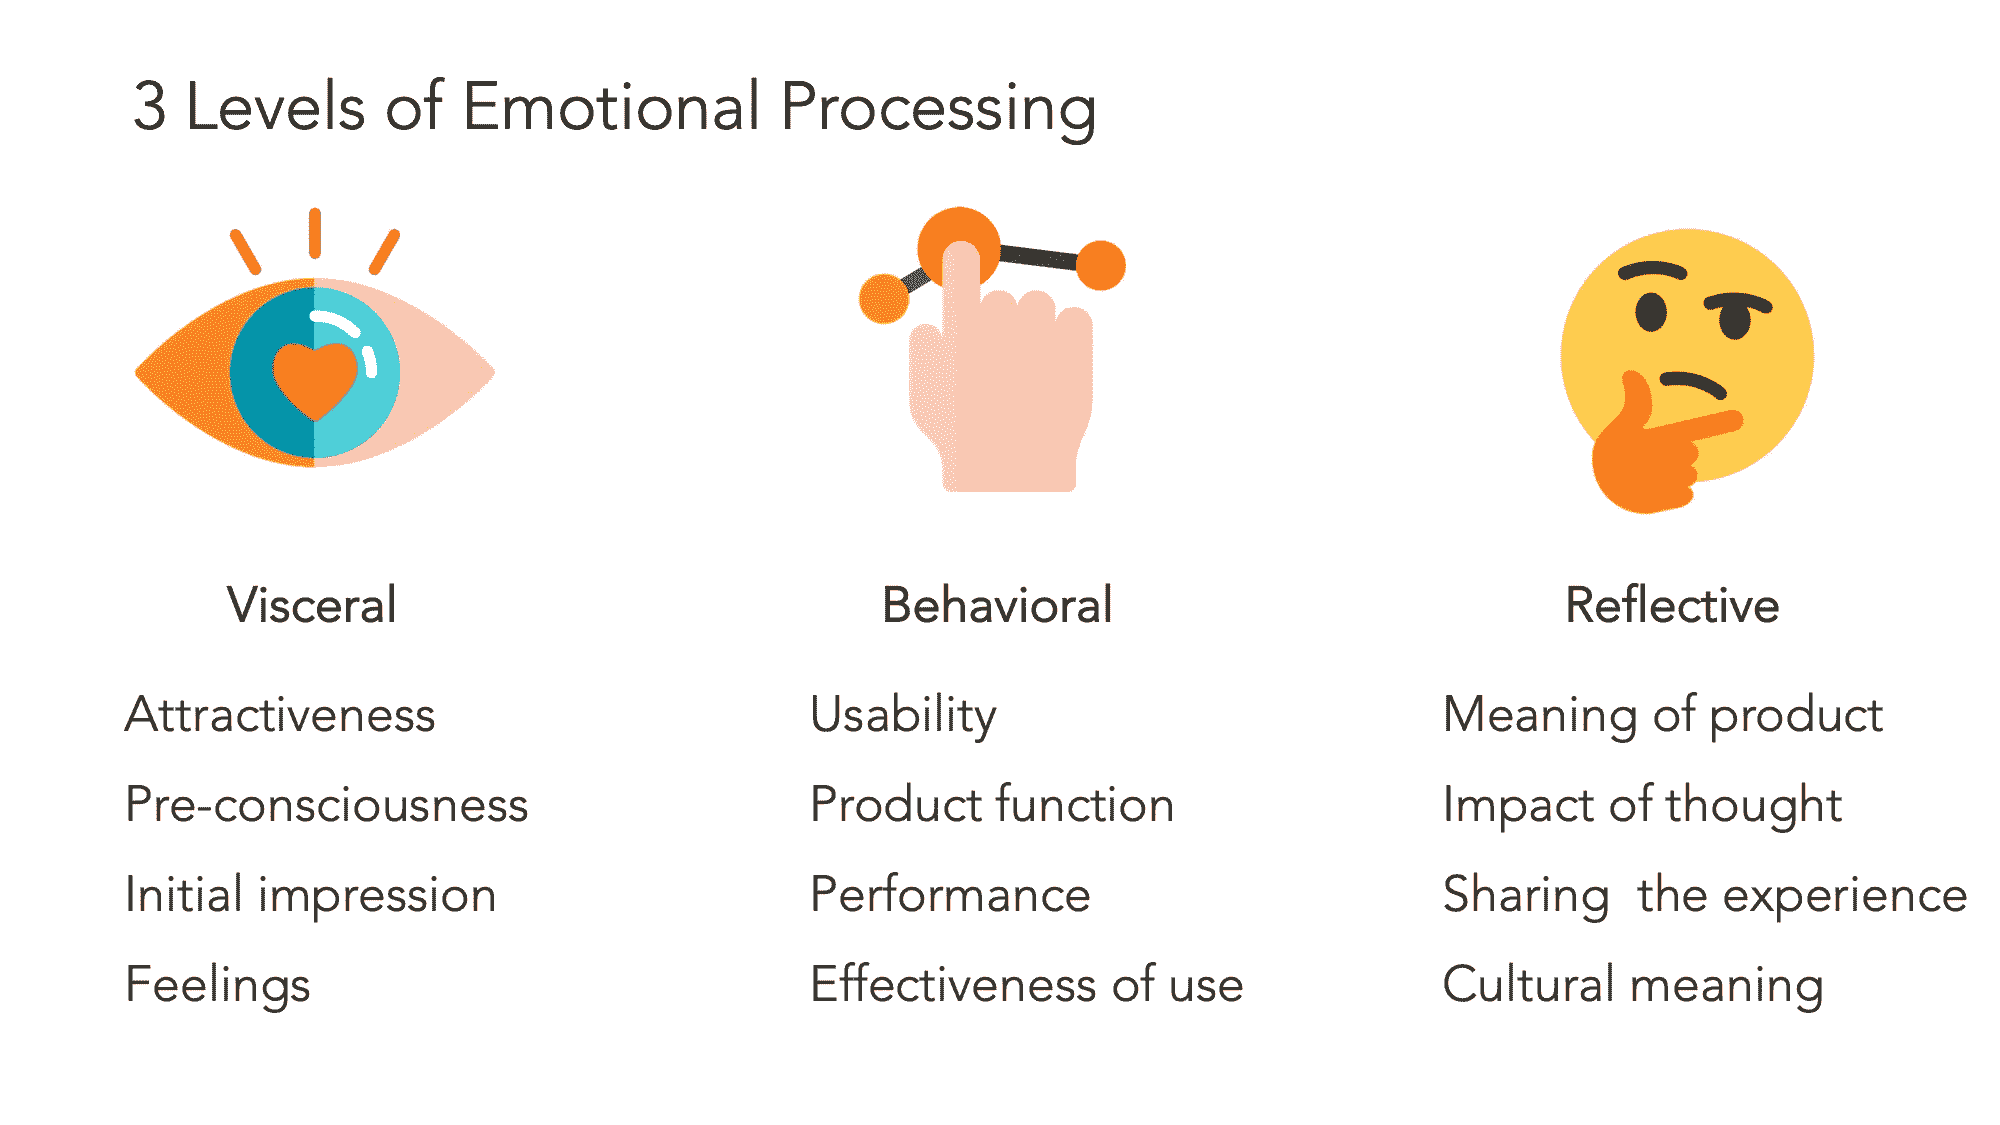 3 Levels of Emotional Processing
Visceral
Attractiveness
Pre-consciousness
Initial impression
Feelings
Behavioral
Usability
Product function
Performance
Effectiveness of use
Reflective
Meaning of product
Impact of thought
Sharing  the experience
Cultural meaning